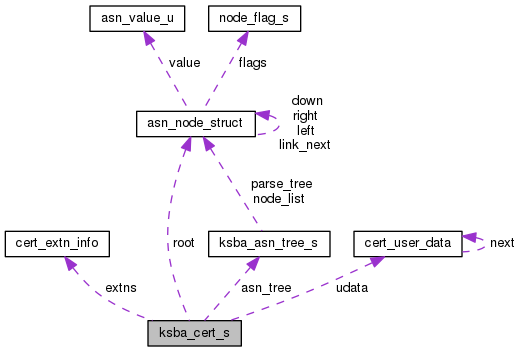 asn_value_u
node_flag_s
value
flags
asn_node_struct
down
right
left
link_next
parse_tree
node_list
cert_extn_info
root
ksba_asn_tree_s
cert_user_data
next
extns
asn_tree
udata
ksba_cert_s